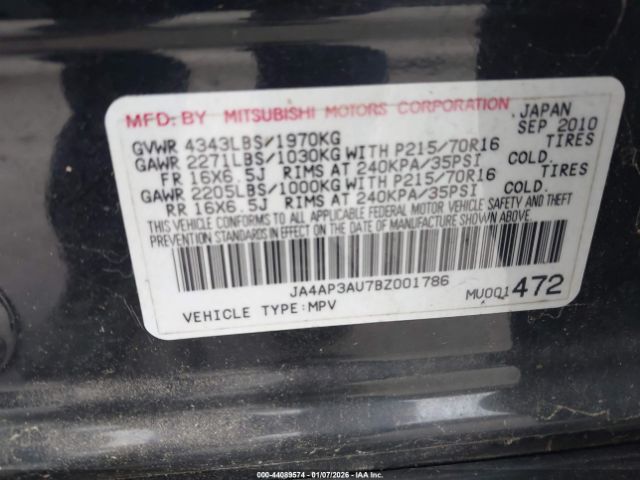 MFD. BY MITSUBISHI MOTORS CORPORATION JAPAN
SEP 2010
GVWR 4343LBS/1970KG
GAWR 2271LBS/1030KG WITH P215/70R16 TIRES
FR 16X6.5J RIMS AT 240KPA/35PSI COLD.
GAWR 2205LBS/1000KG WITH P215/70R16 TIRES
RR 16X6.5J RIMS AT 240KPA/35PSI COLD.
THIS VEHICLE CONFORMS TO ALL APPLICABLE FEDERAL MOTOR VEHICLE SAFETY AND THEFT
PREVENTION STANDARDS IN EFFECT ON THE DATE OF MANUFACTURE SHOWN ABOVE.
JA4AP3AU7BZ001786
MU001472
VEHICLE TYPE:MPV
000-44089574 - 01/07/2026 - IAAI.COM